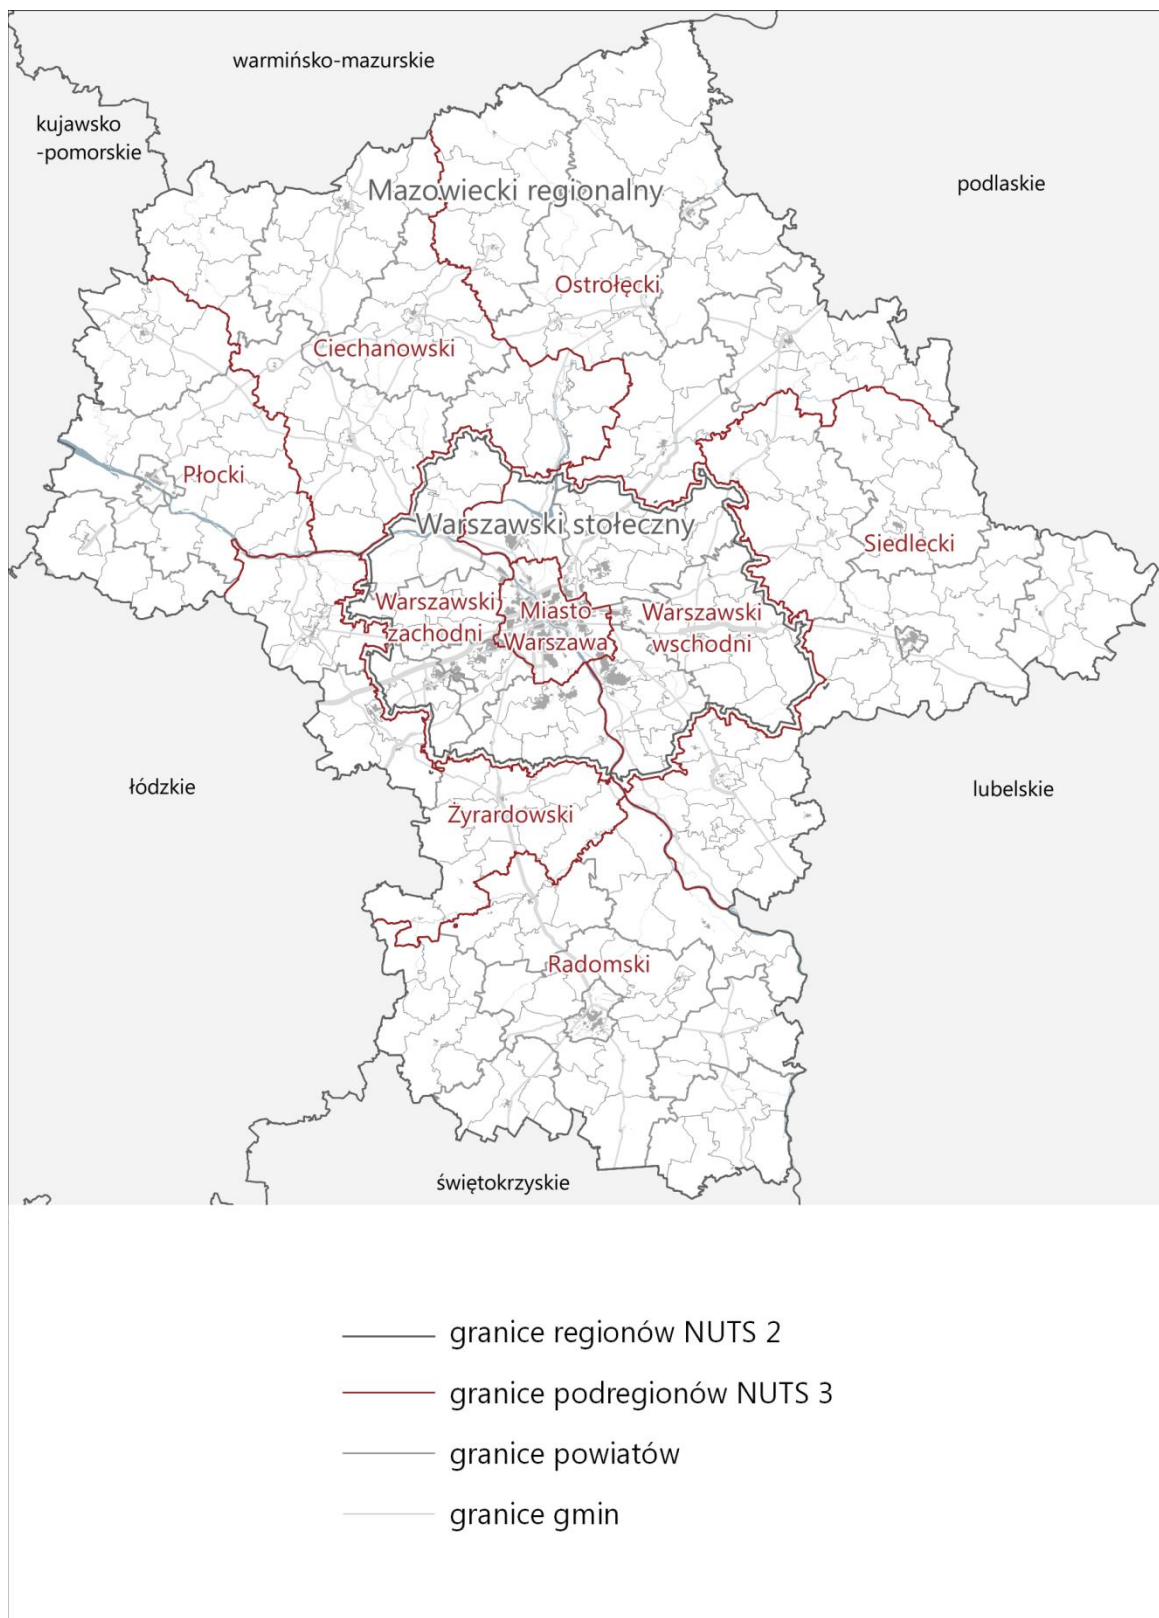 warmińsko-mazurskie
kujawsko
-pomorskie
podlaskie
Mazowiecki regionalny
Ostrołęcki
Ciechanowski
Płocki
Warszawski stołeczny
Siedlecki
Warszawski
zachodni
Miasto
Warszawa
Warszawski
wschodni
łódzkie
lubelskie
Żyrardowski
Radomski
świętokrzyskie
granice regionów NUTS 2
granice podregionów NUTS 3
granice powiatów
granice gmin